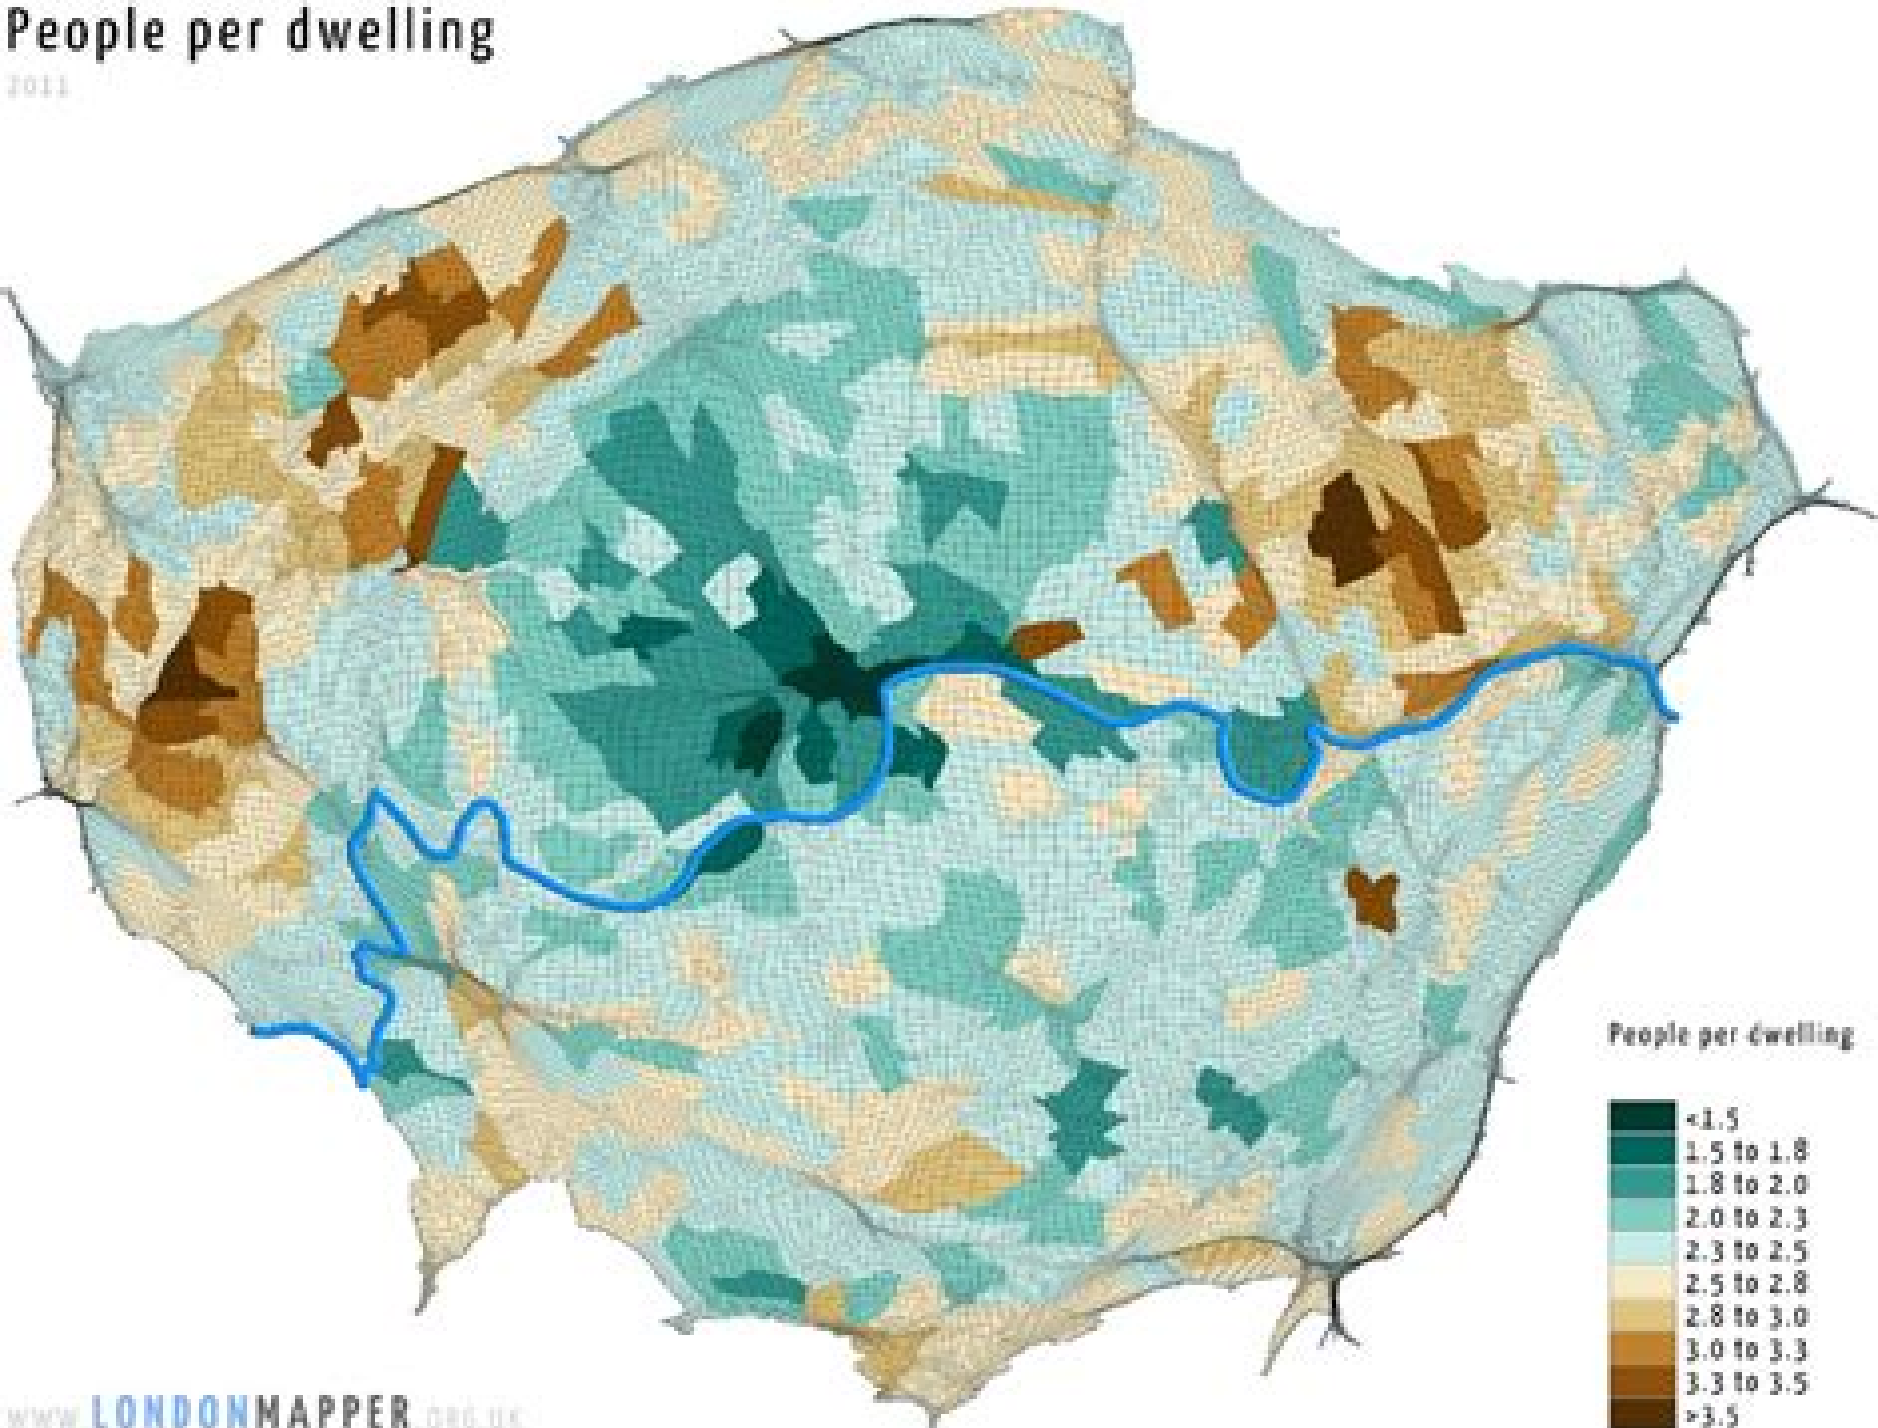 People per dwelling
2011
People per dwelling
<1.5
1.5 to 1.8
1.8 to 2.0
2.0 to 2.3
2.3 to 2.5
2.5 to 2.8
2.8 to 3.0
3.0 to 3.3
3.3 to 3.5
>3.5
WWW.LONDONMAPPER.ORG.UK